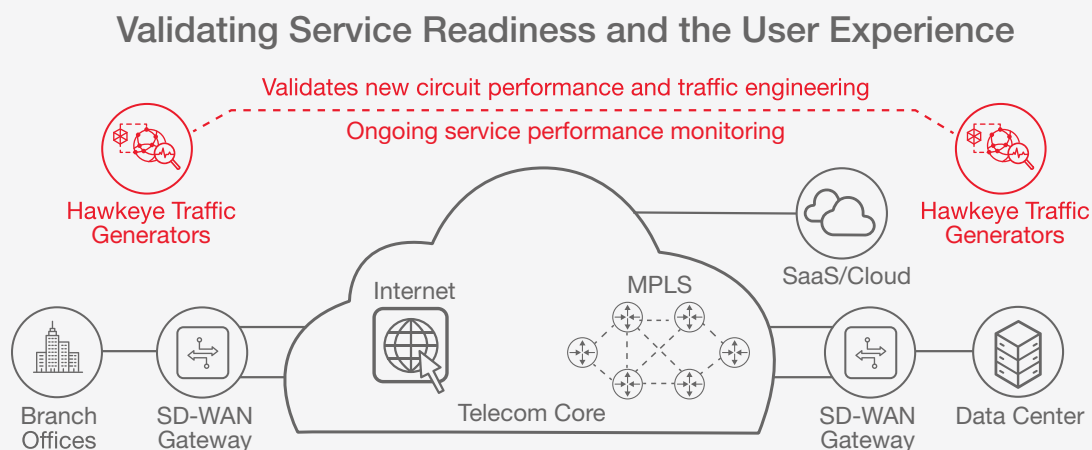 Validating Service Readiness and the User Experience
Validates new circuit performance and traffic engineering
Ongoing service performance monitoring
Hawkeye Traffic
Generators
Hawkeye Traffic
Generators
SaaS/Cloud
Internet
MPLS
Telecom Core
Branch
Offices
SD-WAN
Gateway
SD-WAN
Gateway
Data Center